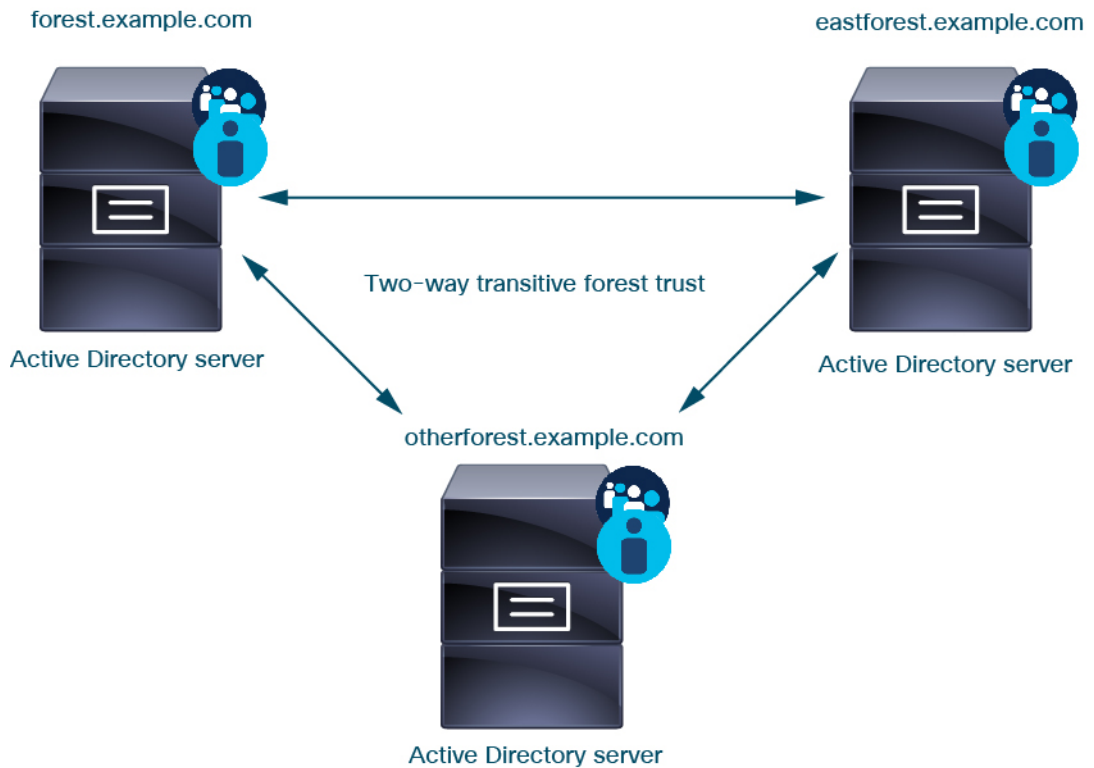 forest.example.com
eastforest.example.com
Two-way transitive forest trust
Active Directory server
Active Directory server
otherforest.example.com
Active Directory server